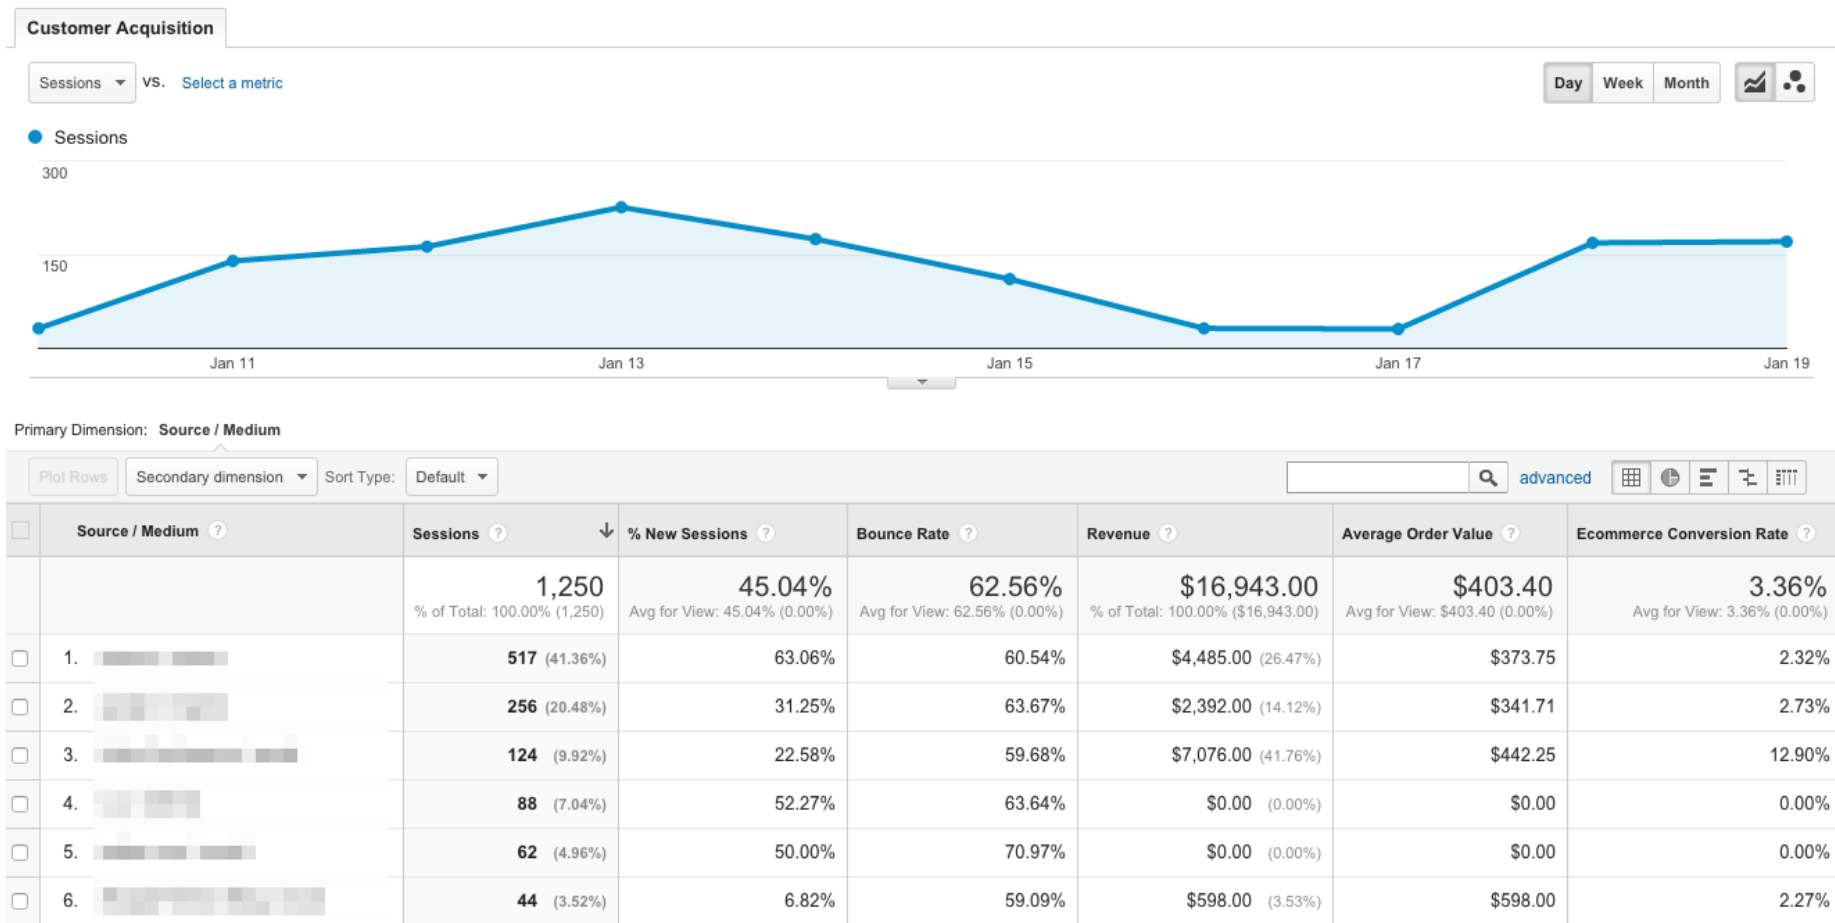 Customer Acquisition
Sessions vs. Select a metric Day Week Month
Sessions
300
150
Jan 11 Jan 13 Jan 15 Jan 17 Jan 19
Primary Dimension: Source / Medium
Plot Rows Secondary dimension Sort Type: Default advanced
Source / Medium ? Sessions ? % New Sessions ? Bounce Rate ? Revenue ? Average Order Value ? Ecommerce Conversion Rate ?
1,250 45.04% 62.56% $16,943.00 $403.40 3.36%
% of Total: 100.00% (1,250) Avg for View: 45.04% (0.00%) Avg for View: 62.56% (0.00%) % of Total: 100.00% ($16,943.00) Avg for View: $403.40 (0.00%) Avg for View: 3.36% (0.00%)
1. 517 (41.36%) 63.06% 60.54% $4,485.00 (26.47%) $373.75 2.32%
2. 256 (20.48%) 31.25% 63.67% $2,392.00 (14.12%) $341.71 2.73%
3. 124 (9.92%) 22.58% 59.68% $7,076.00 (41.76%) $442.25 12.90%
4. 88 (7.04%) 52.27% 63.64% $0.00 (0.00%) $0.00 0.00%
5. 62 (4.96%) 50.00% 70.97% $0.00 (0.00%) $0.00 0.00%
6. 44 (3.52%) 6.82% 59.09% $598.00 (3.53%) $598.00 2.27%